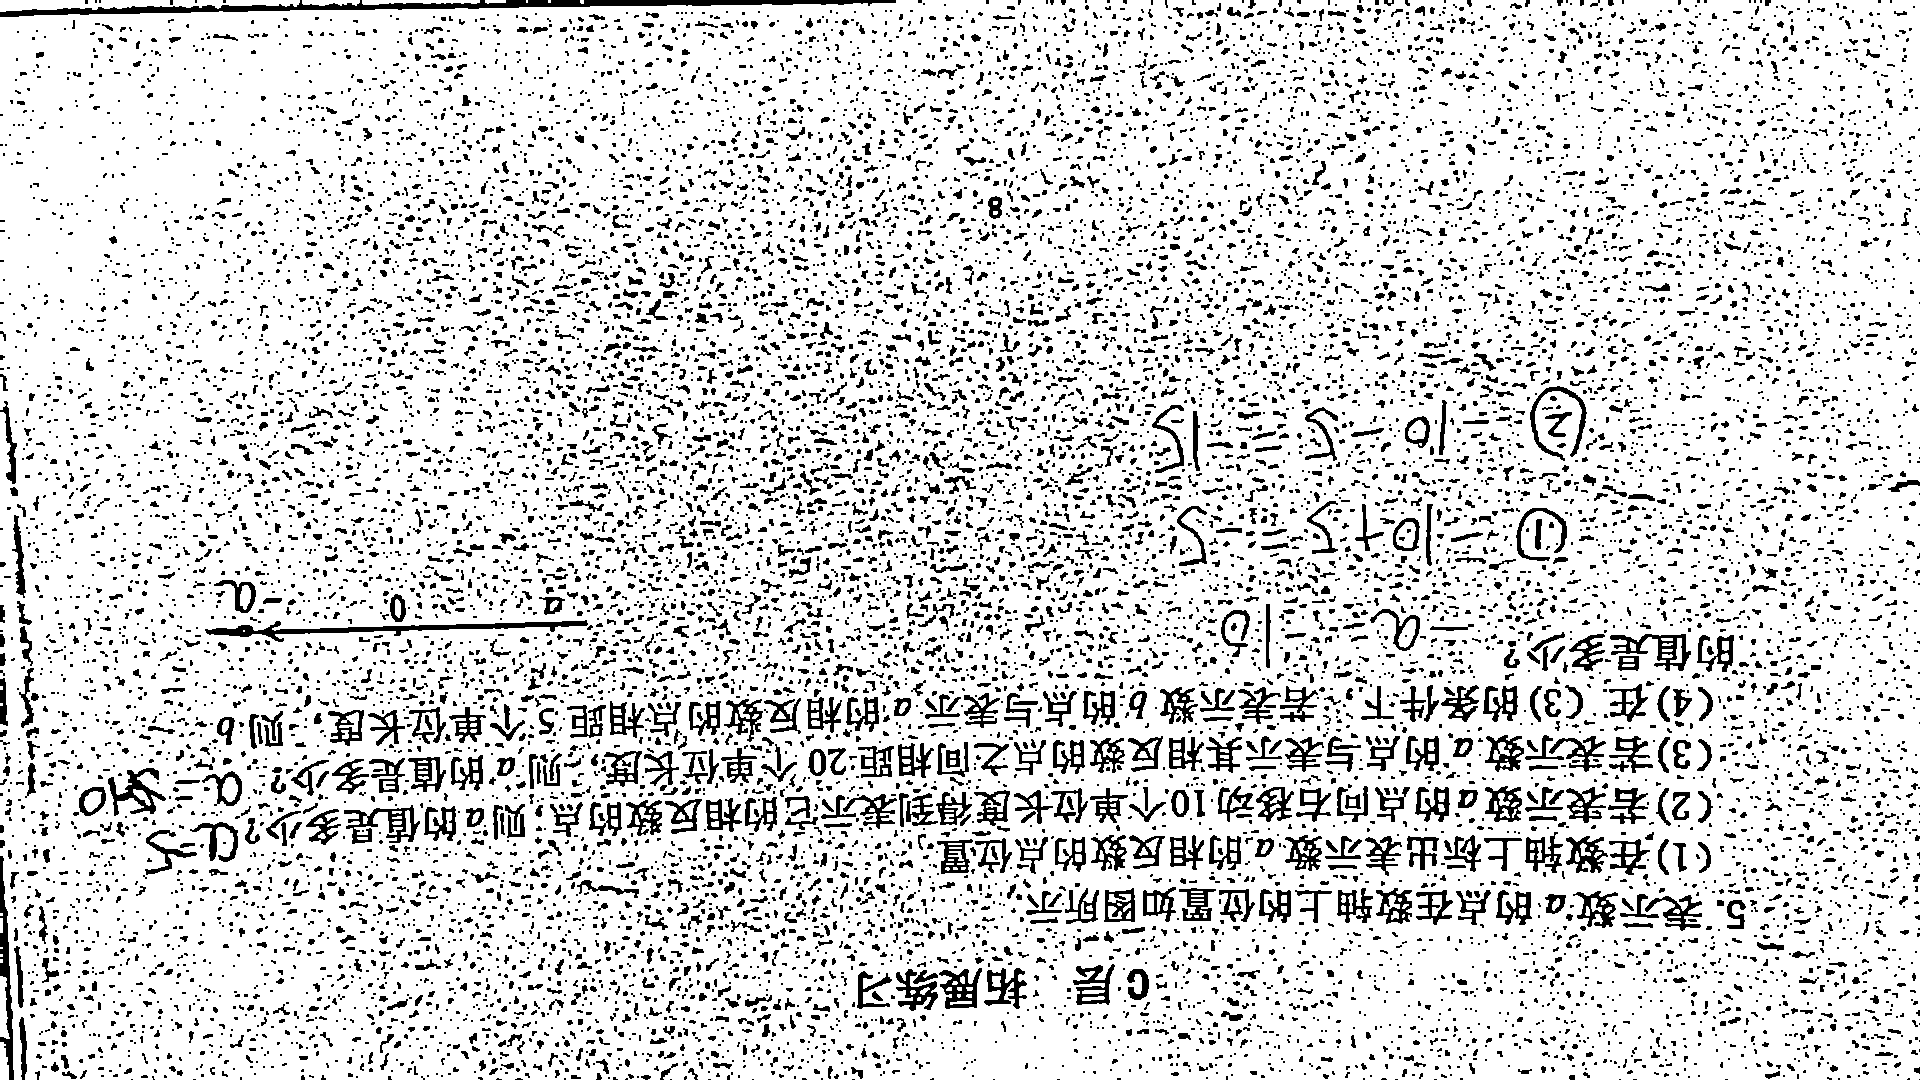 C 层 拓展练习
5. 表示数 a 的点在数轴上的位置如图所示.
(1)在数轴上标出表示数 a 的相反数的点位置
(2)若表示数 a 的点向右移动 10 个单位长度得到表示它的相反数的点,则 a 的值是多少? a=5
(3)若表示数 a 的点与表示其相反数的点之间相距 20 个单位长度,则 a 的值是多少? a=
(4)在(3)的条件下,若表示数 b 的点与表示 a 的相反数的点相距 5 个单位长度,则 b
的值是多少?
-a=-10
a 0 -a
① -10+5=-5
② -10-5=-15
8